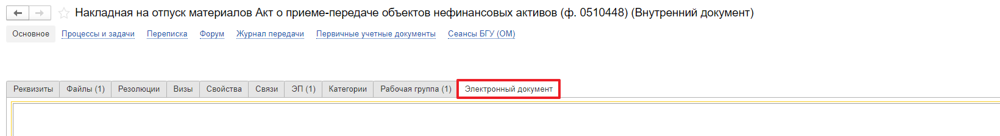 Накладная на отпуск материалов Акт о приеме-передаче объектов нефинансовых активов (ф. 0510448) (Внутренний документ)
Основное Процессы и задачи Переписка Форум Журнал передачи Первичные учетные документы Сеансы БГУ (ОМ)
Реквизиты Файлы (1) Резолюции Визы Свойства Связи ЭП (1) Категории Рабочая группа (1) Электронный документ